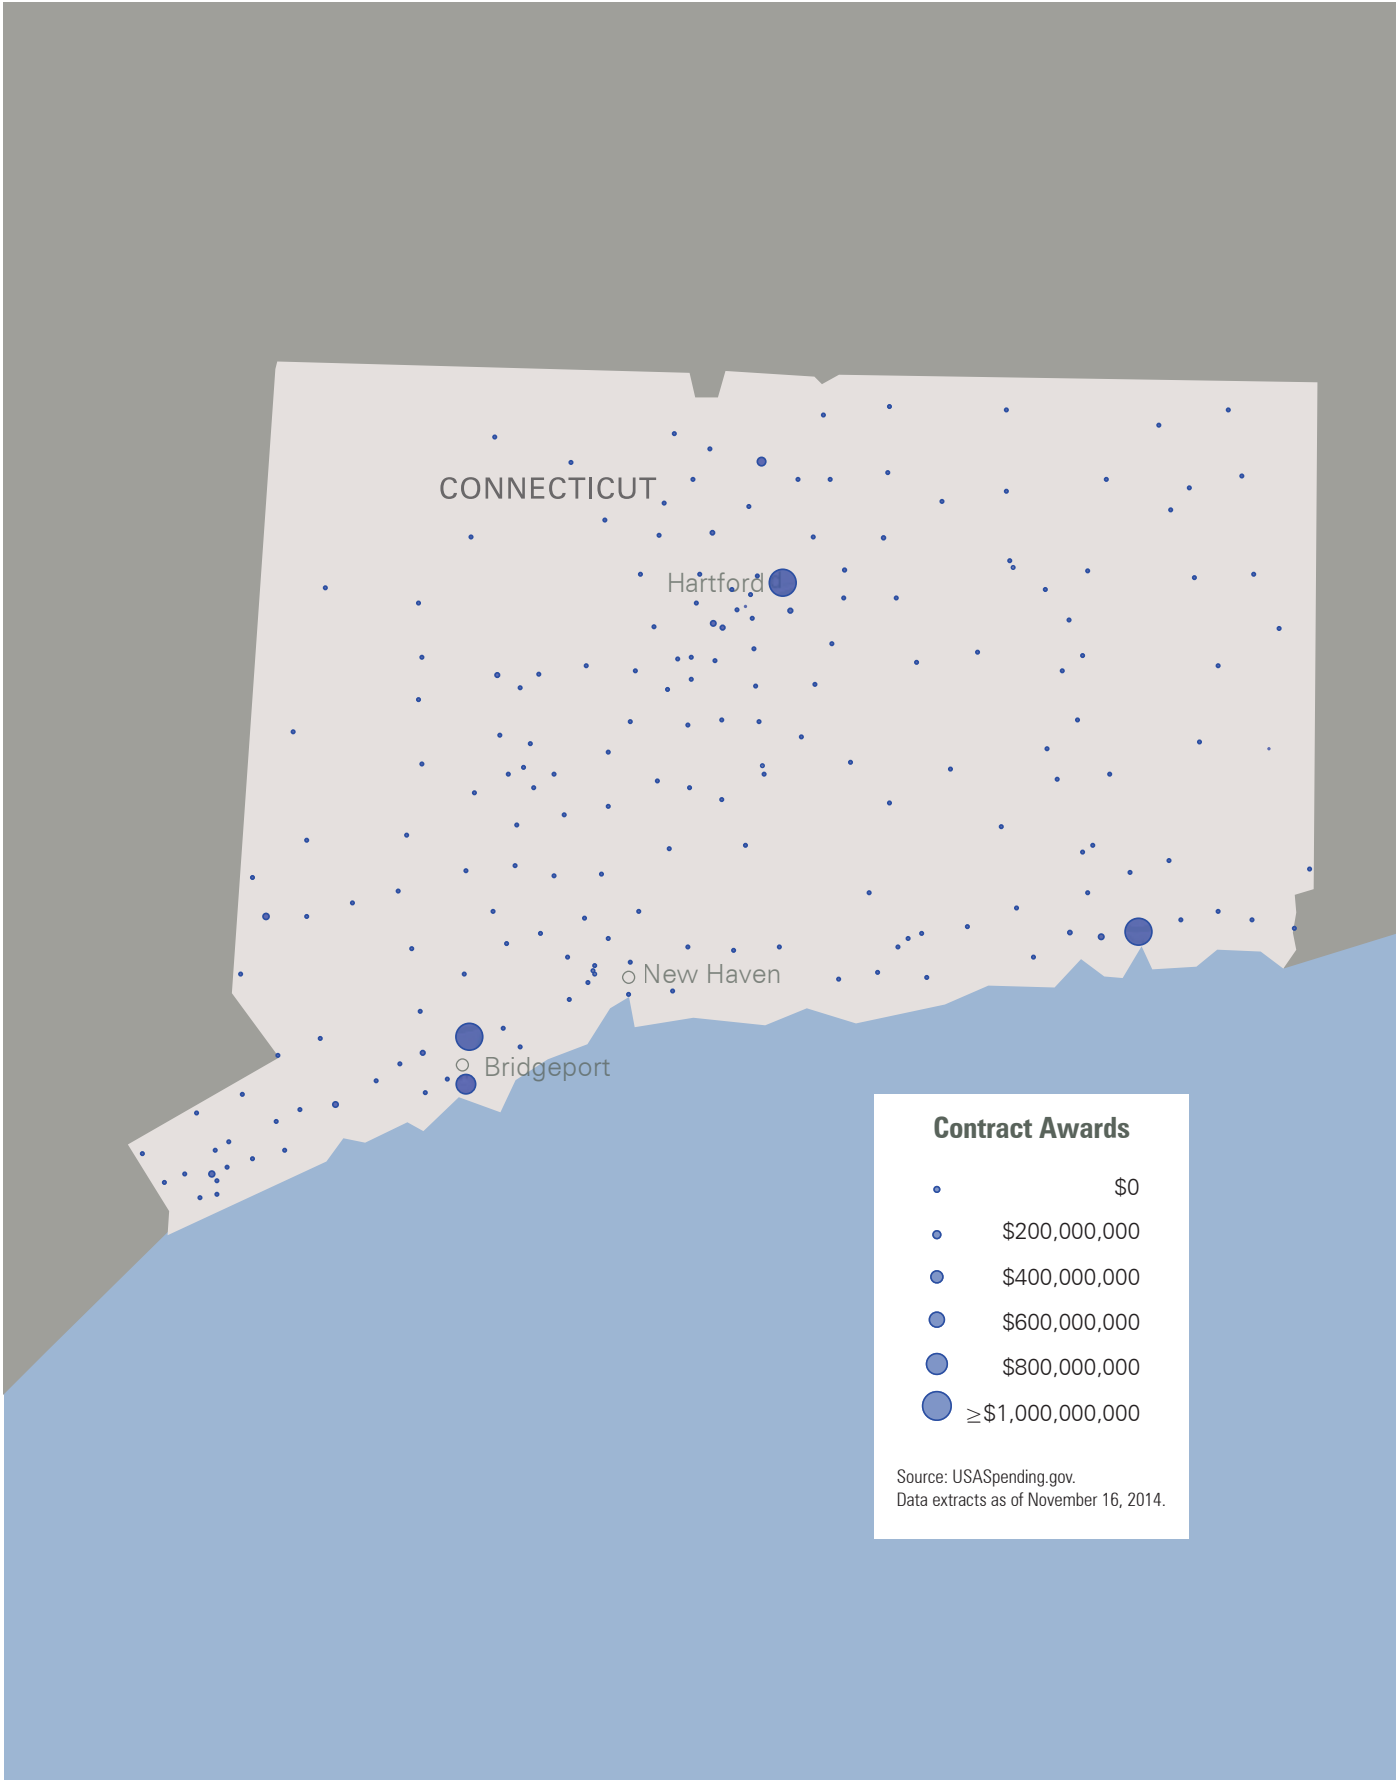 CONNECTICUT
Hartford
New Haven
Bridgeport
Contract Awards
$0
$200,000,000
$400,000,000
$600,000,000
$800,000,000
≥$1,000,000,000
Source: USASpending.gov.
Data extracts as of November 16, 2014.